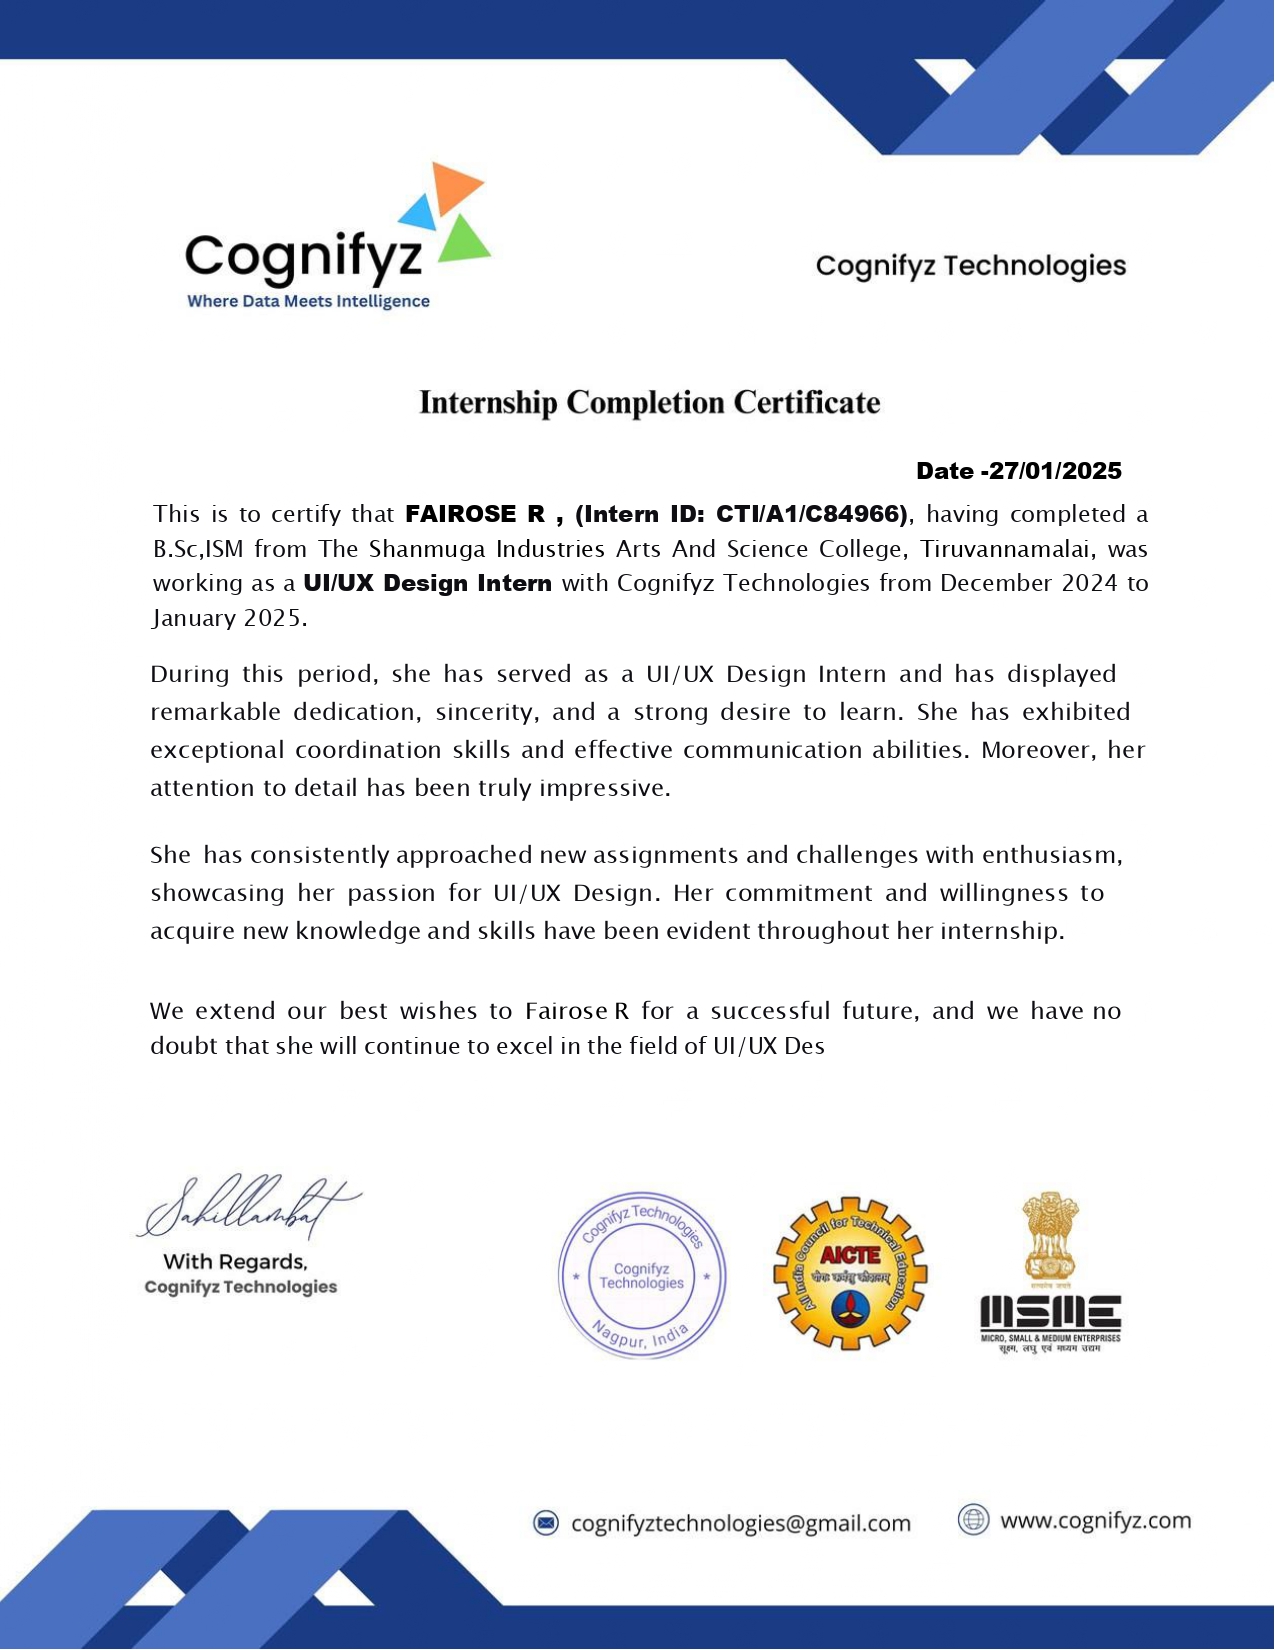 Cognifyz
Where Data Meets Intelligence
Cognifyz Technologies
Internship Completion Certificate
Date -27/01/2025
This is to certify that FAIROSE R , (Intern ID: CTI/A1/C84966), having completed a
B.Sc,ISM from The Shanmuga Industries Arts And Science College, Tiruvannamalai, was
working as a UI/UX Design Intern with Cognifyz Technologies from December 2024 to
January 2025.
During this period, she has served as a UI/UX Design Intern and has displayed
remarkable dedication, sincerity, and a strong desire to learn. She has exhibited
exceptional coordination skills and effective communication abilities. Moreover, her
attention to detail has been truly impressive.
She has consistently approached new assignments and challenges with enthusiasm,
showcasing her passion for UI/UX Design. Her commitment and willingness to
acquire new knowledge and skills have been evident throughout her internship.
We extend our best wishes to Fairose R for a successful future, and we have no
doubt that she will continue to excel in the field of UI/UX Des
Sahillambat
With Regards,
Cognifyz Technologies
Cognifyz Technologies
Cognifyz
Technologies
Nagpur, India
All India Council for Technical Education
AICTE
योगः कर्मसु कौशलम्
सत्यमेव जयते
MSME
MICRO, SMALL & MEDIUM ENTERPRISES
सूक्ष्म, लघु एवं मध्यम उद्यम
cognifyztechnologies@gmail.com
www.cognifyz.com